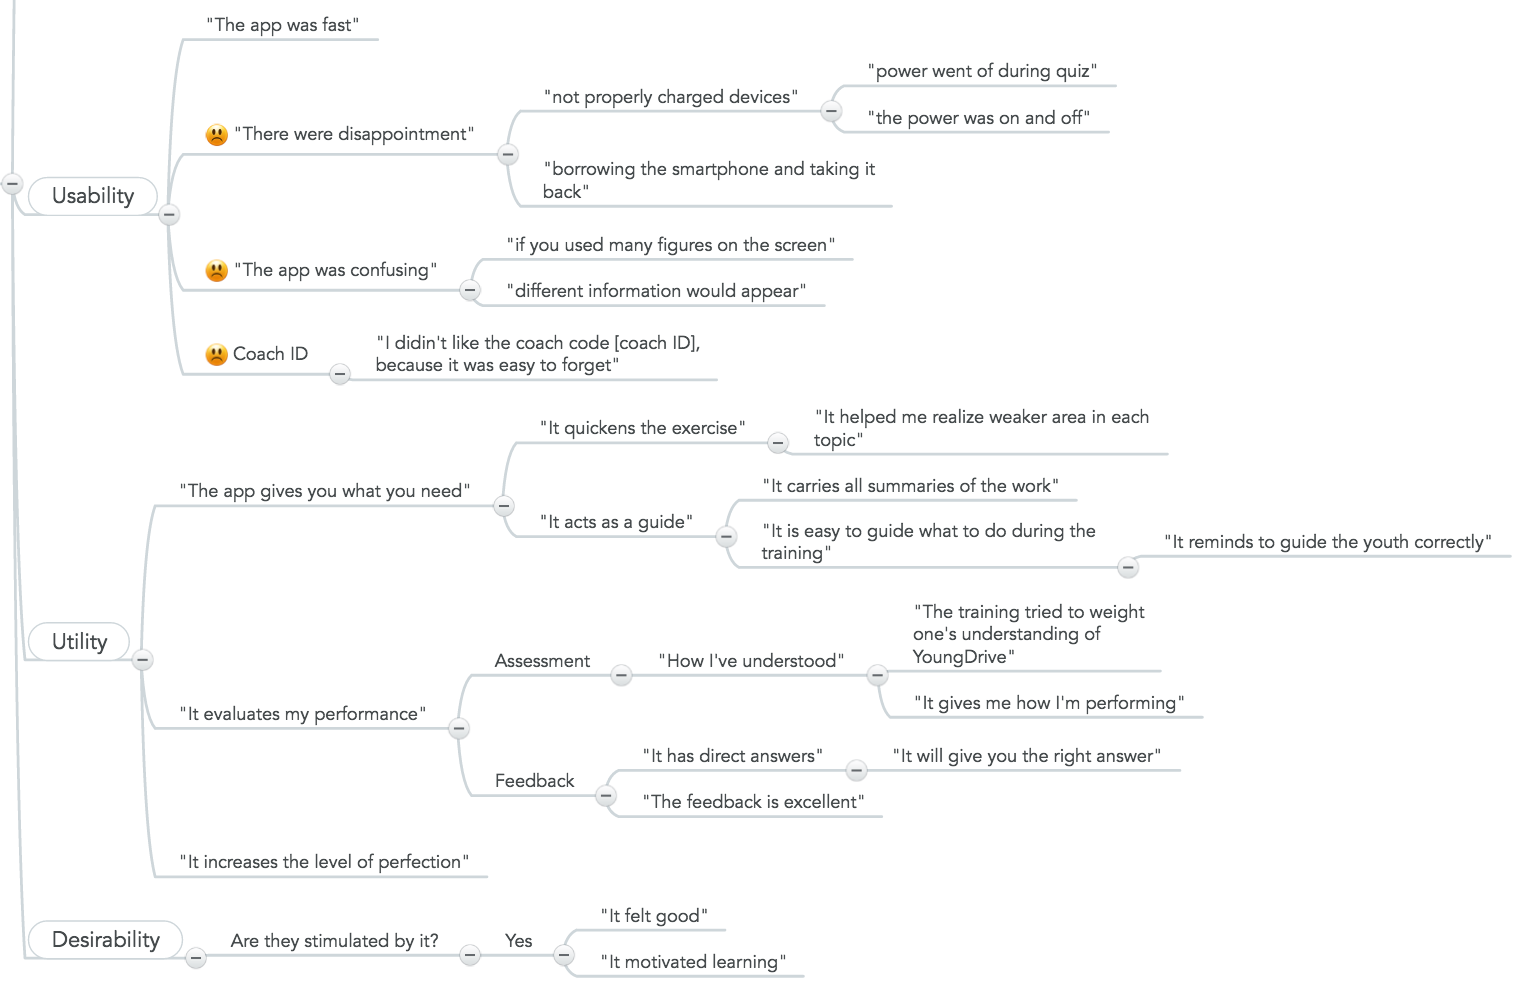 "The app was fast"
"power went of during quiz"
"not properly charged devices"
"the power was on and off"
"There were disappointment"
"borrowing the smartphone and taking it
back"
Usability
"if you used many figures on the screen"
"The app was confusing"
"different information would appear"
Coach ID
"I didin't like the coach code [coach ID],
because it was easy to forget"
"It quickens the exercise"
"It helped me realize weaker area in each
topic"
"The app gives you what you need"
"It carries all summaries of the work"
"It acts as a guide"
"It is easy to guide what to do during the
training"
"It reminds to guide the youth correctly"
Utility
"The training tried to weight
one's understanding of
YoungDrive"
Assessment
"How I've understood"
"It gives me how I'm performing"
"It evaluates my performance"
"It has direct answers"
"It will give you the right answer"
Feedback
"The feedback is excellent"
"It increases the level of perfection"
Desirability
Are they stimulated by it?
Yes
"It felt good"
"It motivated learning"